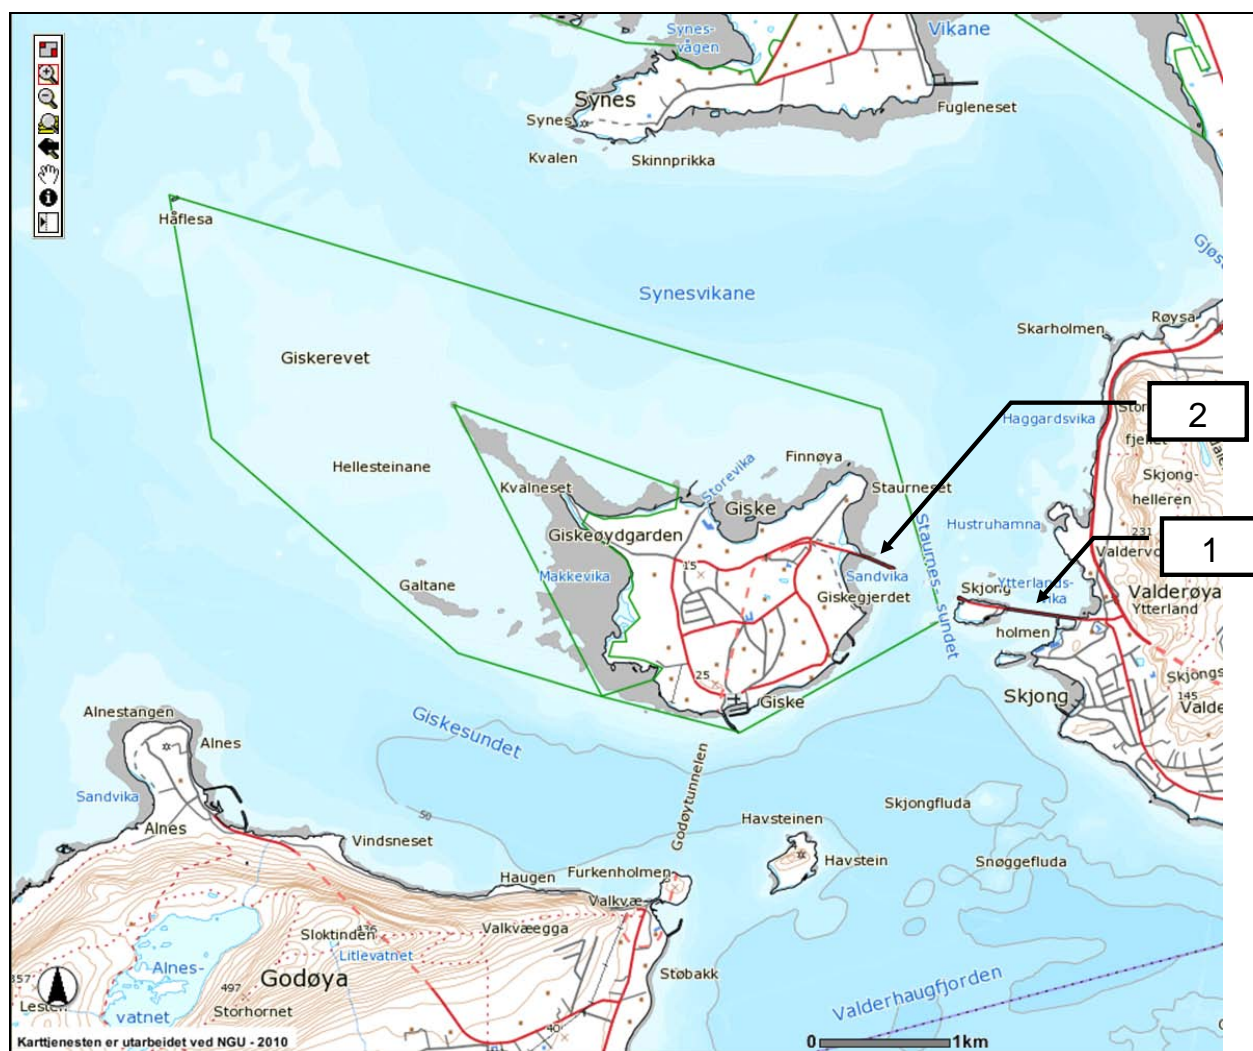 Synes-
vågen
Vikane
Synes
Synes
Fugleneset
Kvalen
Skinnprikka
Håflesa
Synesvikane
Røysa
Skarholmen
Giskerevet
2
Haggardsvika
fjellet
Finnøya
Hellesteinane
Storevika
Skjong-
helleren
Kvalneset
Staurneset
Giske
Hustruhamna
231
1
Giskeøydgarden
Staurnes-
sundet
15
Makkevika
Sandvika
Galtane
Giskegjerdet
Skjong
Ytterlands-
vika
Valderøya
Ytterland
holmen
25
Giske
Skjong
145
Alnestangen
Alnes
Giskesundet
Godøytunnelen
Sandvika
50
Skjongfluda
Alnes
Havsteinen
Vindsneset
Havstein
Snøggefluda
Haugen
Furkenholmen
Valkvæ
Sloktinden
436
Valkvæegga
Litlevatnet
Alnes-
vatnet
Godøya
Støbakk
357
497
Storhornet
Valderhaugfjorden
40
Karttjenesten er utarbeidet ved NGU - 2010
0
1km